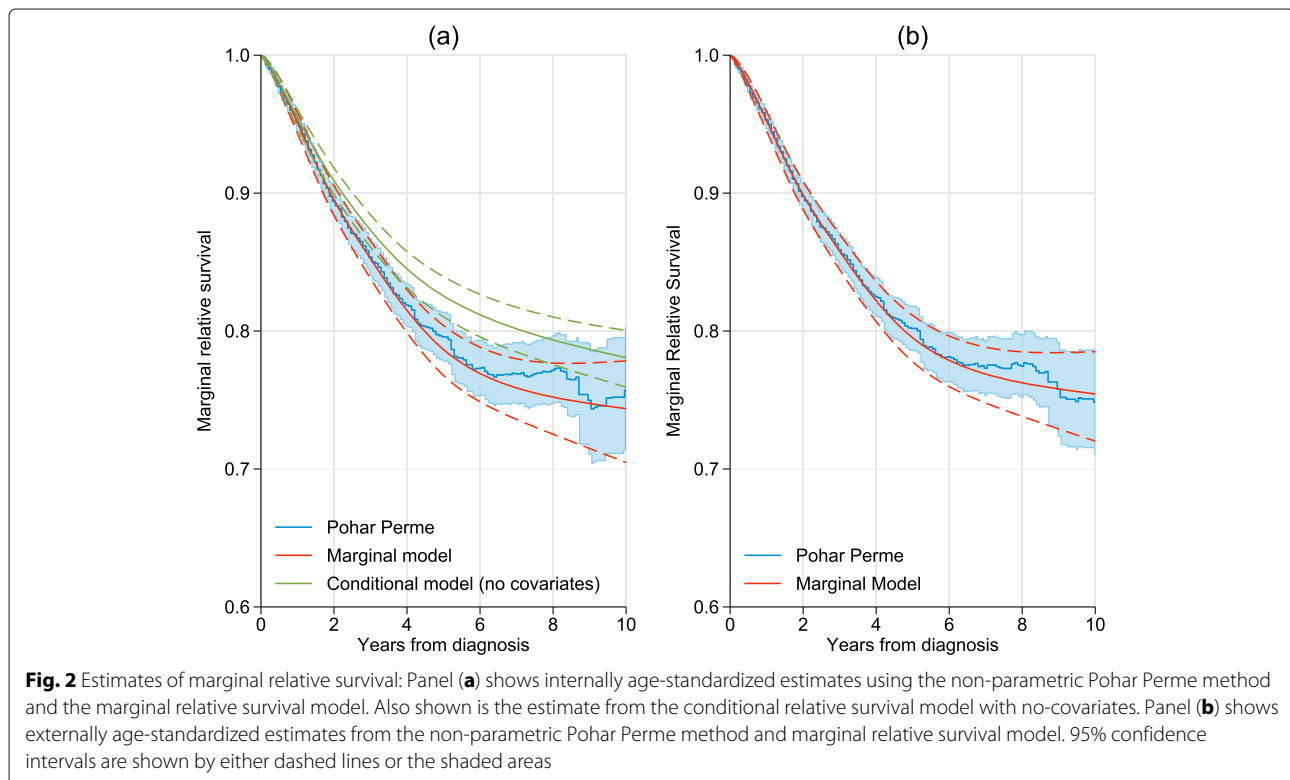 (a)
Marginal relative survival
1.0
0.9
0.8
0.7
0.6
0 2 4 6 8 10
Years from diagnosis
Pohar Perme
Marginal model
Conditional model (no covariates)
(b)
Marginal Relative Survival
1.0
0.9
0.8
0.7
0.6
0 2 4 6 8 10
Years from diagnosis
Pohar Perme
Marginal Model
Fig. 2 Estimates of marginal relative survival: Panel (a) shows internally age-standardized estimates using the non-parametric Pohar Perme method
and the marginal relative survival model. Also shown is the estimate from the conditional relative survival model with no-covariates. Panel (b) shows
externally age-standardized estimates from the non-parametric Pohar Perme method and marginal relative survival model. 95% confidence
intervals are shown by either dashed lines or the shaded areas